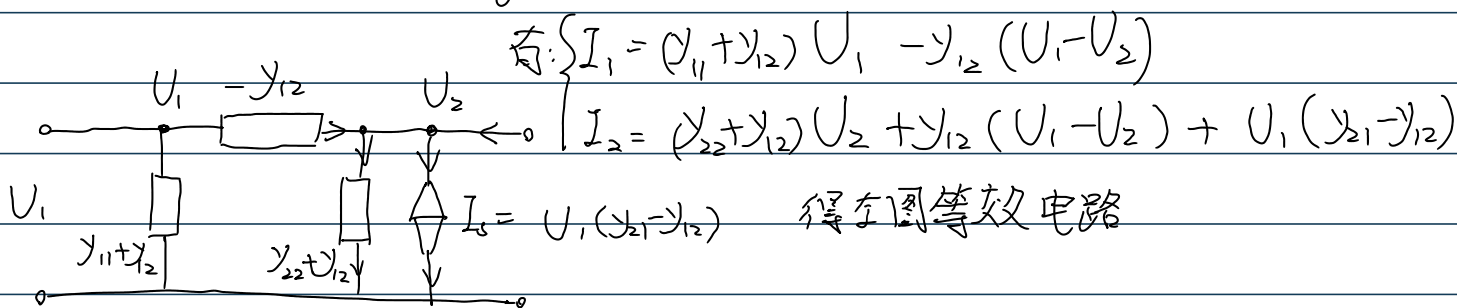 有:{I₁ = (y₁₁+y₁₂) U₁ - y₁₂ (U₁-U₂)
I₂ = (y₂₂+y₁₂) U₂ + y₁₂ (U₁-U₂) + U₁ (y₂₁-y₁₂)
U₁ -y₁₂ U₂
U₁
y₁₁+y₁₂ y₂₂+y₁₂ Iₛ = U₁(y₂₁-y₁₂)
得左图等效电路